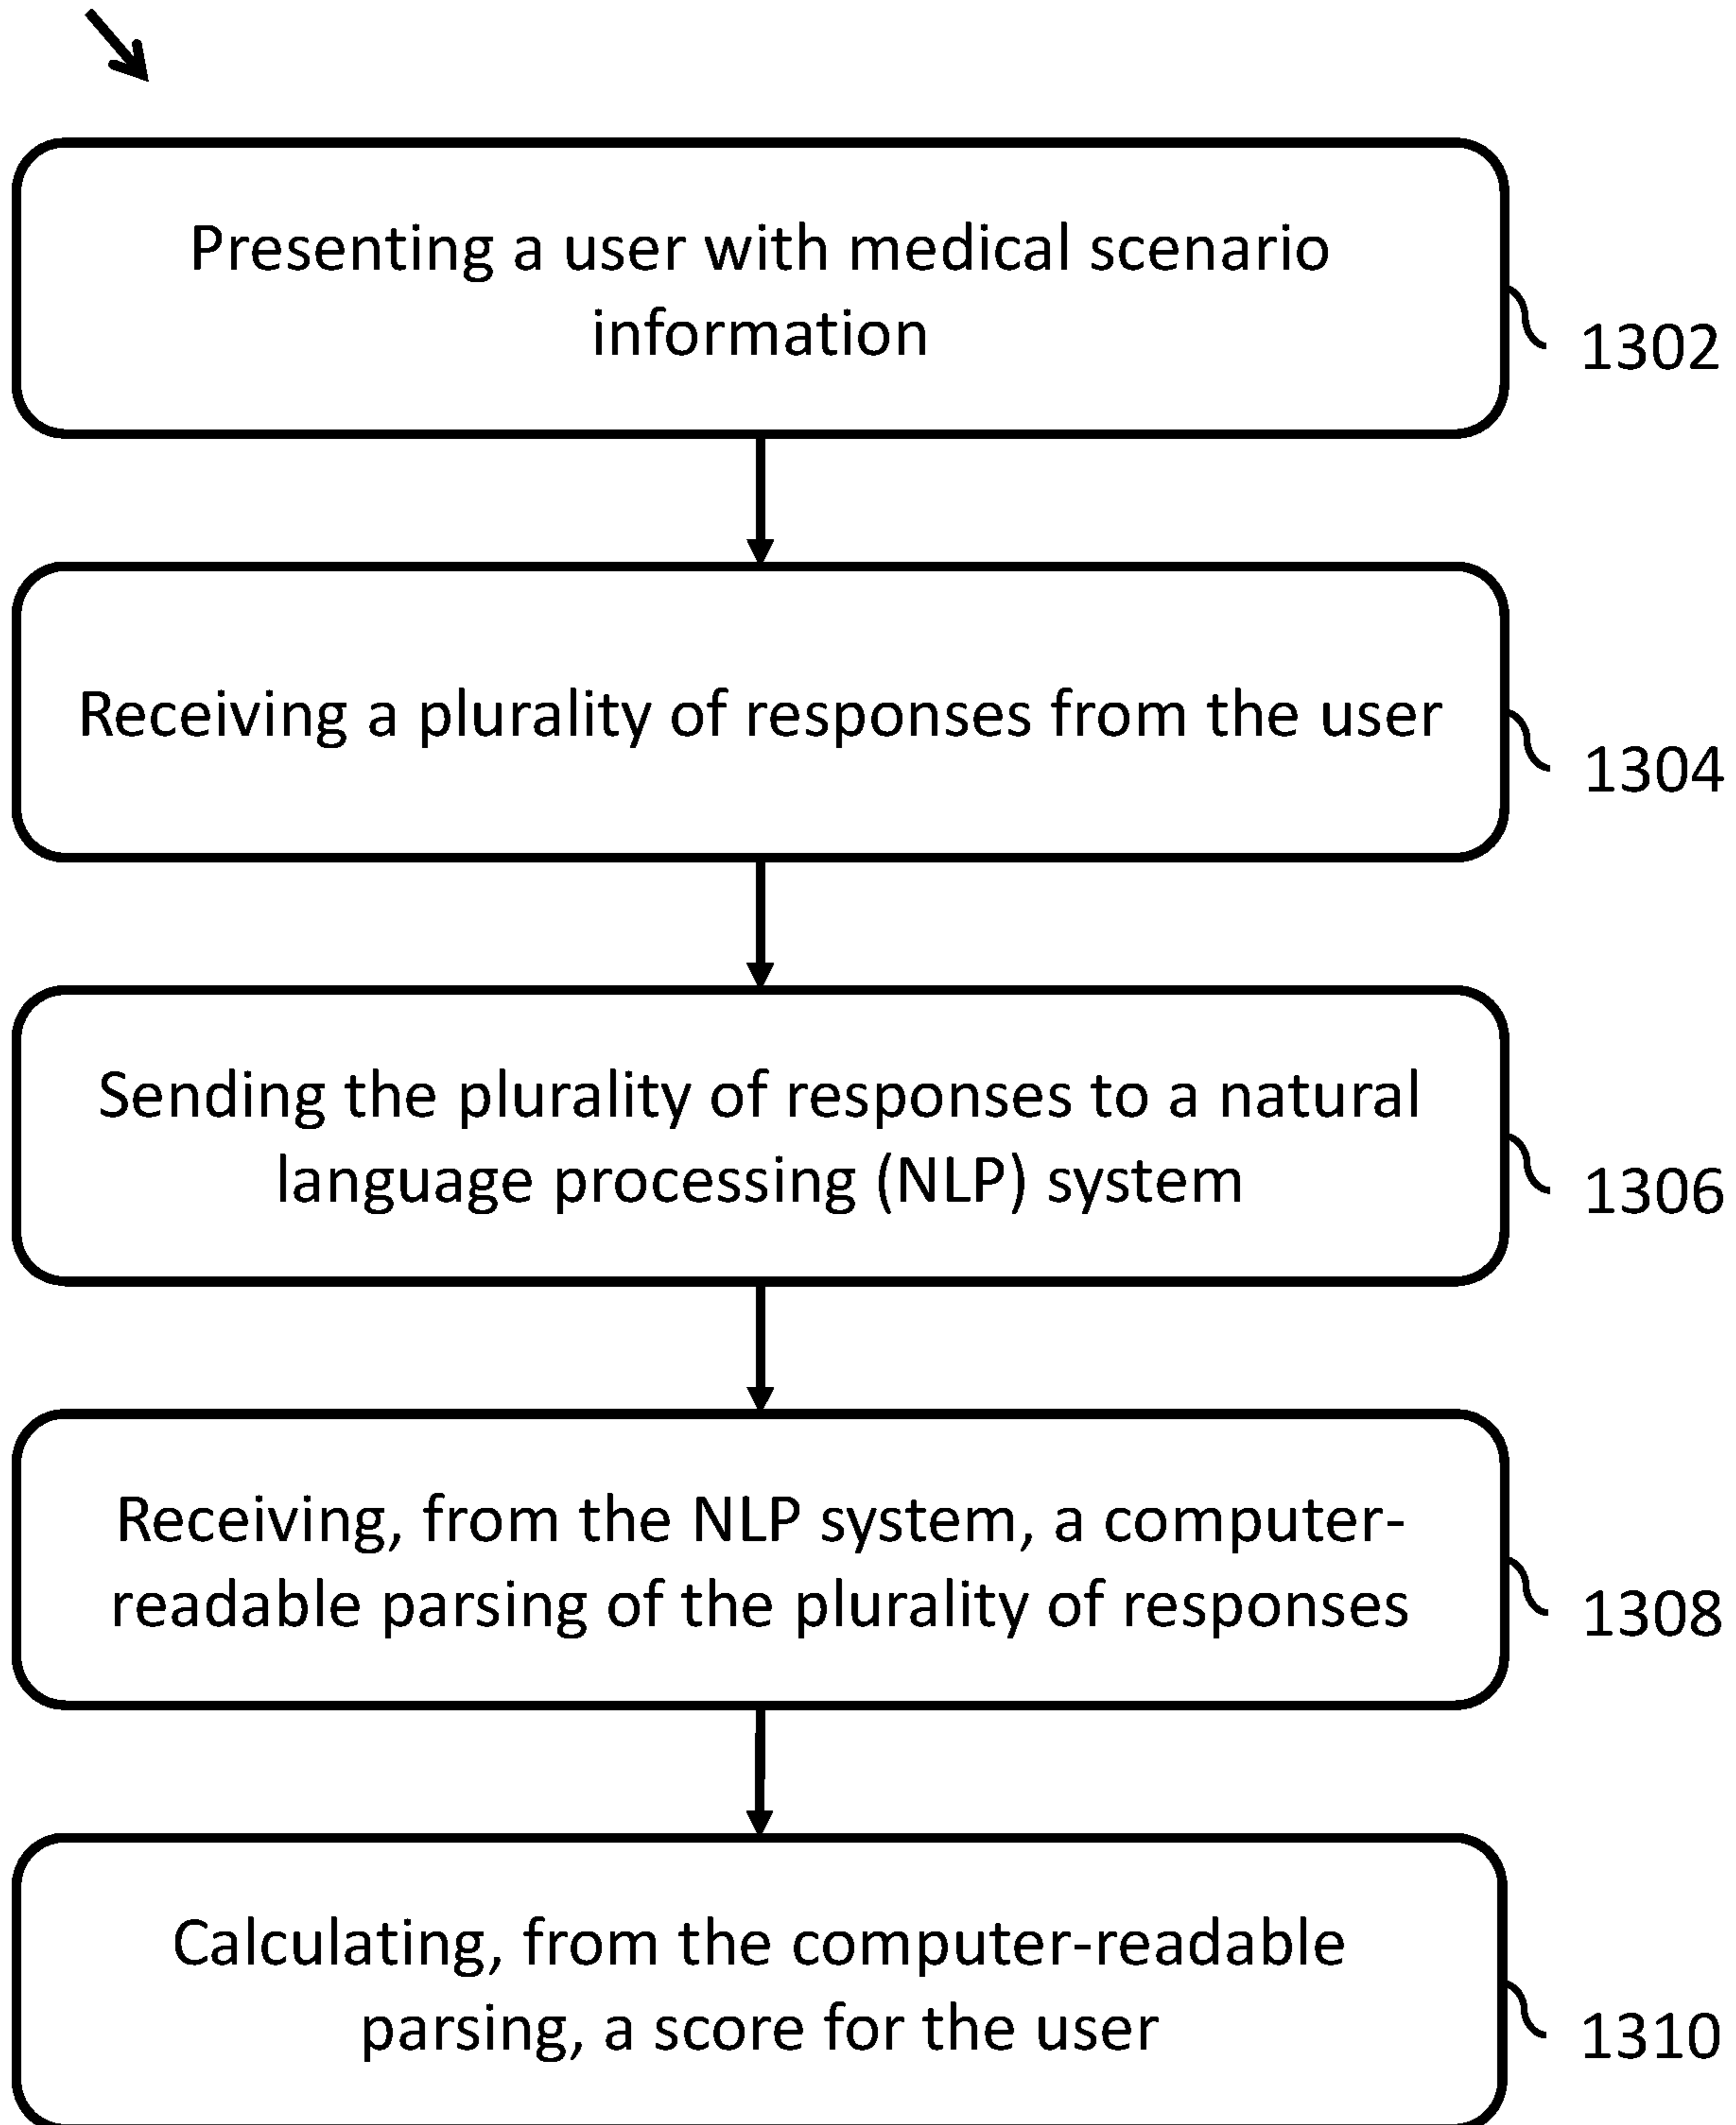 Presenting a user with medical scenario
information
1302
Receiving a plurality of responses from the user
1304
Sending the plurality of responses to a natural
language processing (NLP) system
1306
Receiving, from the NLP system, a computer-
readable parsing of the plurality of responses
1308
Calculating, from the computer-readable
parsing, a score for the user
1310